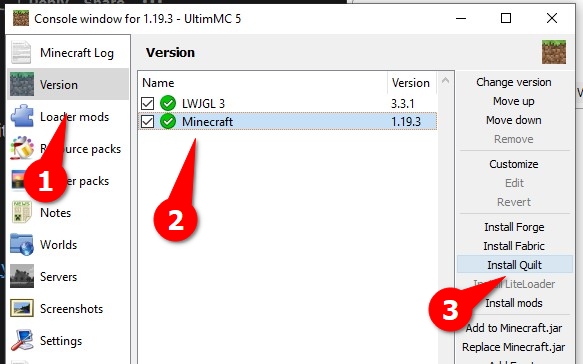 Console window for 1.19.3 - UltimMC 5
Minecraft Log
Version
Loader mods
Resource packs
Shader packs
Notes
Worlds
Servers
Screenshots
Settings
Version
Name Version
LWJGL 3 3.3.1
Minecraft 1.19.3
Change version
Move up
Move down
Remove
Customize
Edit
Revert
Install Forge
Install Fabric
Install Quilt
Install LiteLoader
Install mods
Add to Minecraft.jar
Replace Minecraft.jar
1
2
3